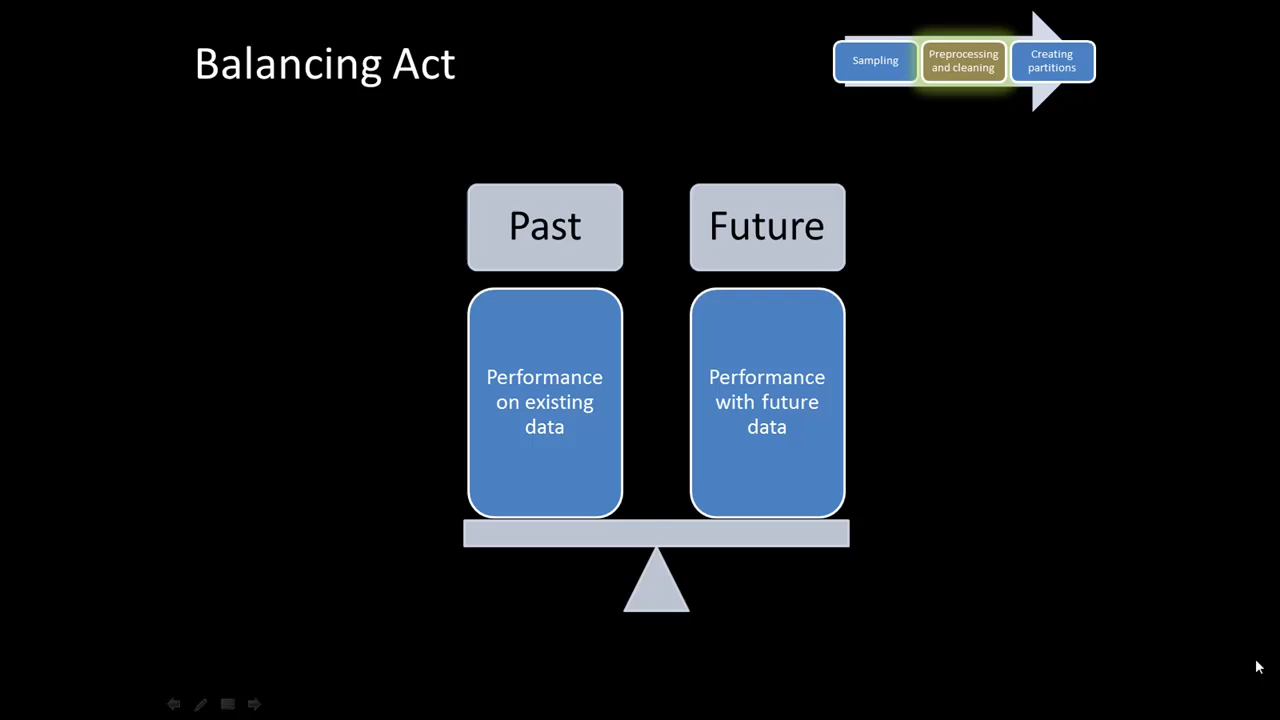 Balancing Act
Sampling
Preprocessing
and cleaning
Creating
partitions
Past
Future
Performance
on existing
data
Performance
with future
data